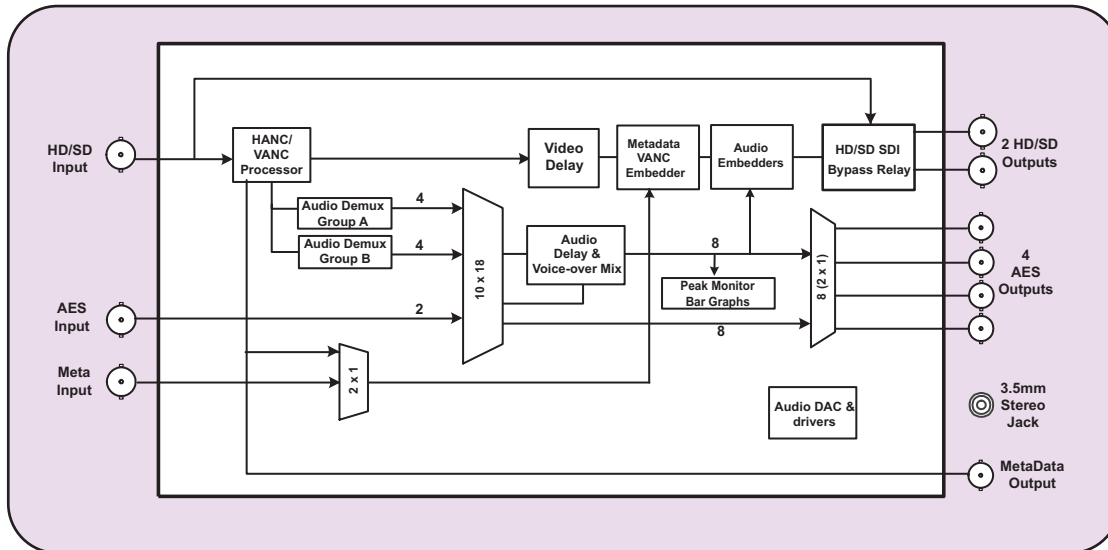 HD/SD
Input
HANC/
VANC
Processor
Video
Delay
Metadata
VANC
Embedder
Audio
Embedders
HD/SD SDI
Bypass Relay
2 HD/SD
Outputs
Audio Demux
Group A
4
Audio Demux
Group B
4
10 x 18
Audio
Delay &
Voice-over Mix
8
Peak Monitor
Bar Graphs
8 (2 x 1)
4
AES
Outputs
AES
Input
2
8
Meta
Input
2 x 1
Audio DAC &
drivers
3.5mm
Stereo
Jack
MetaData
Output